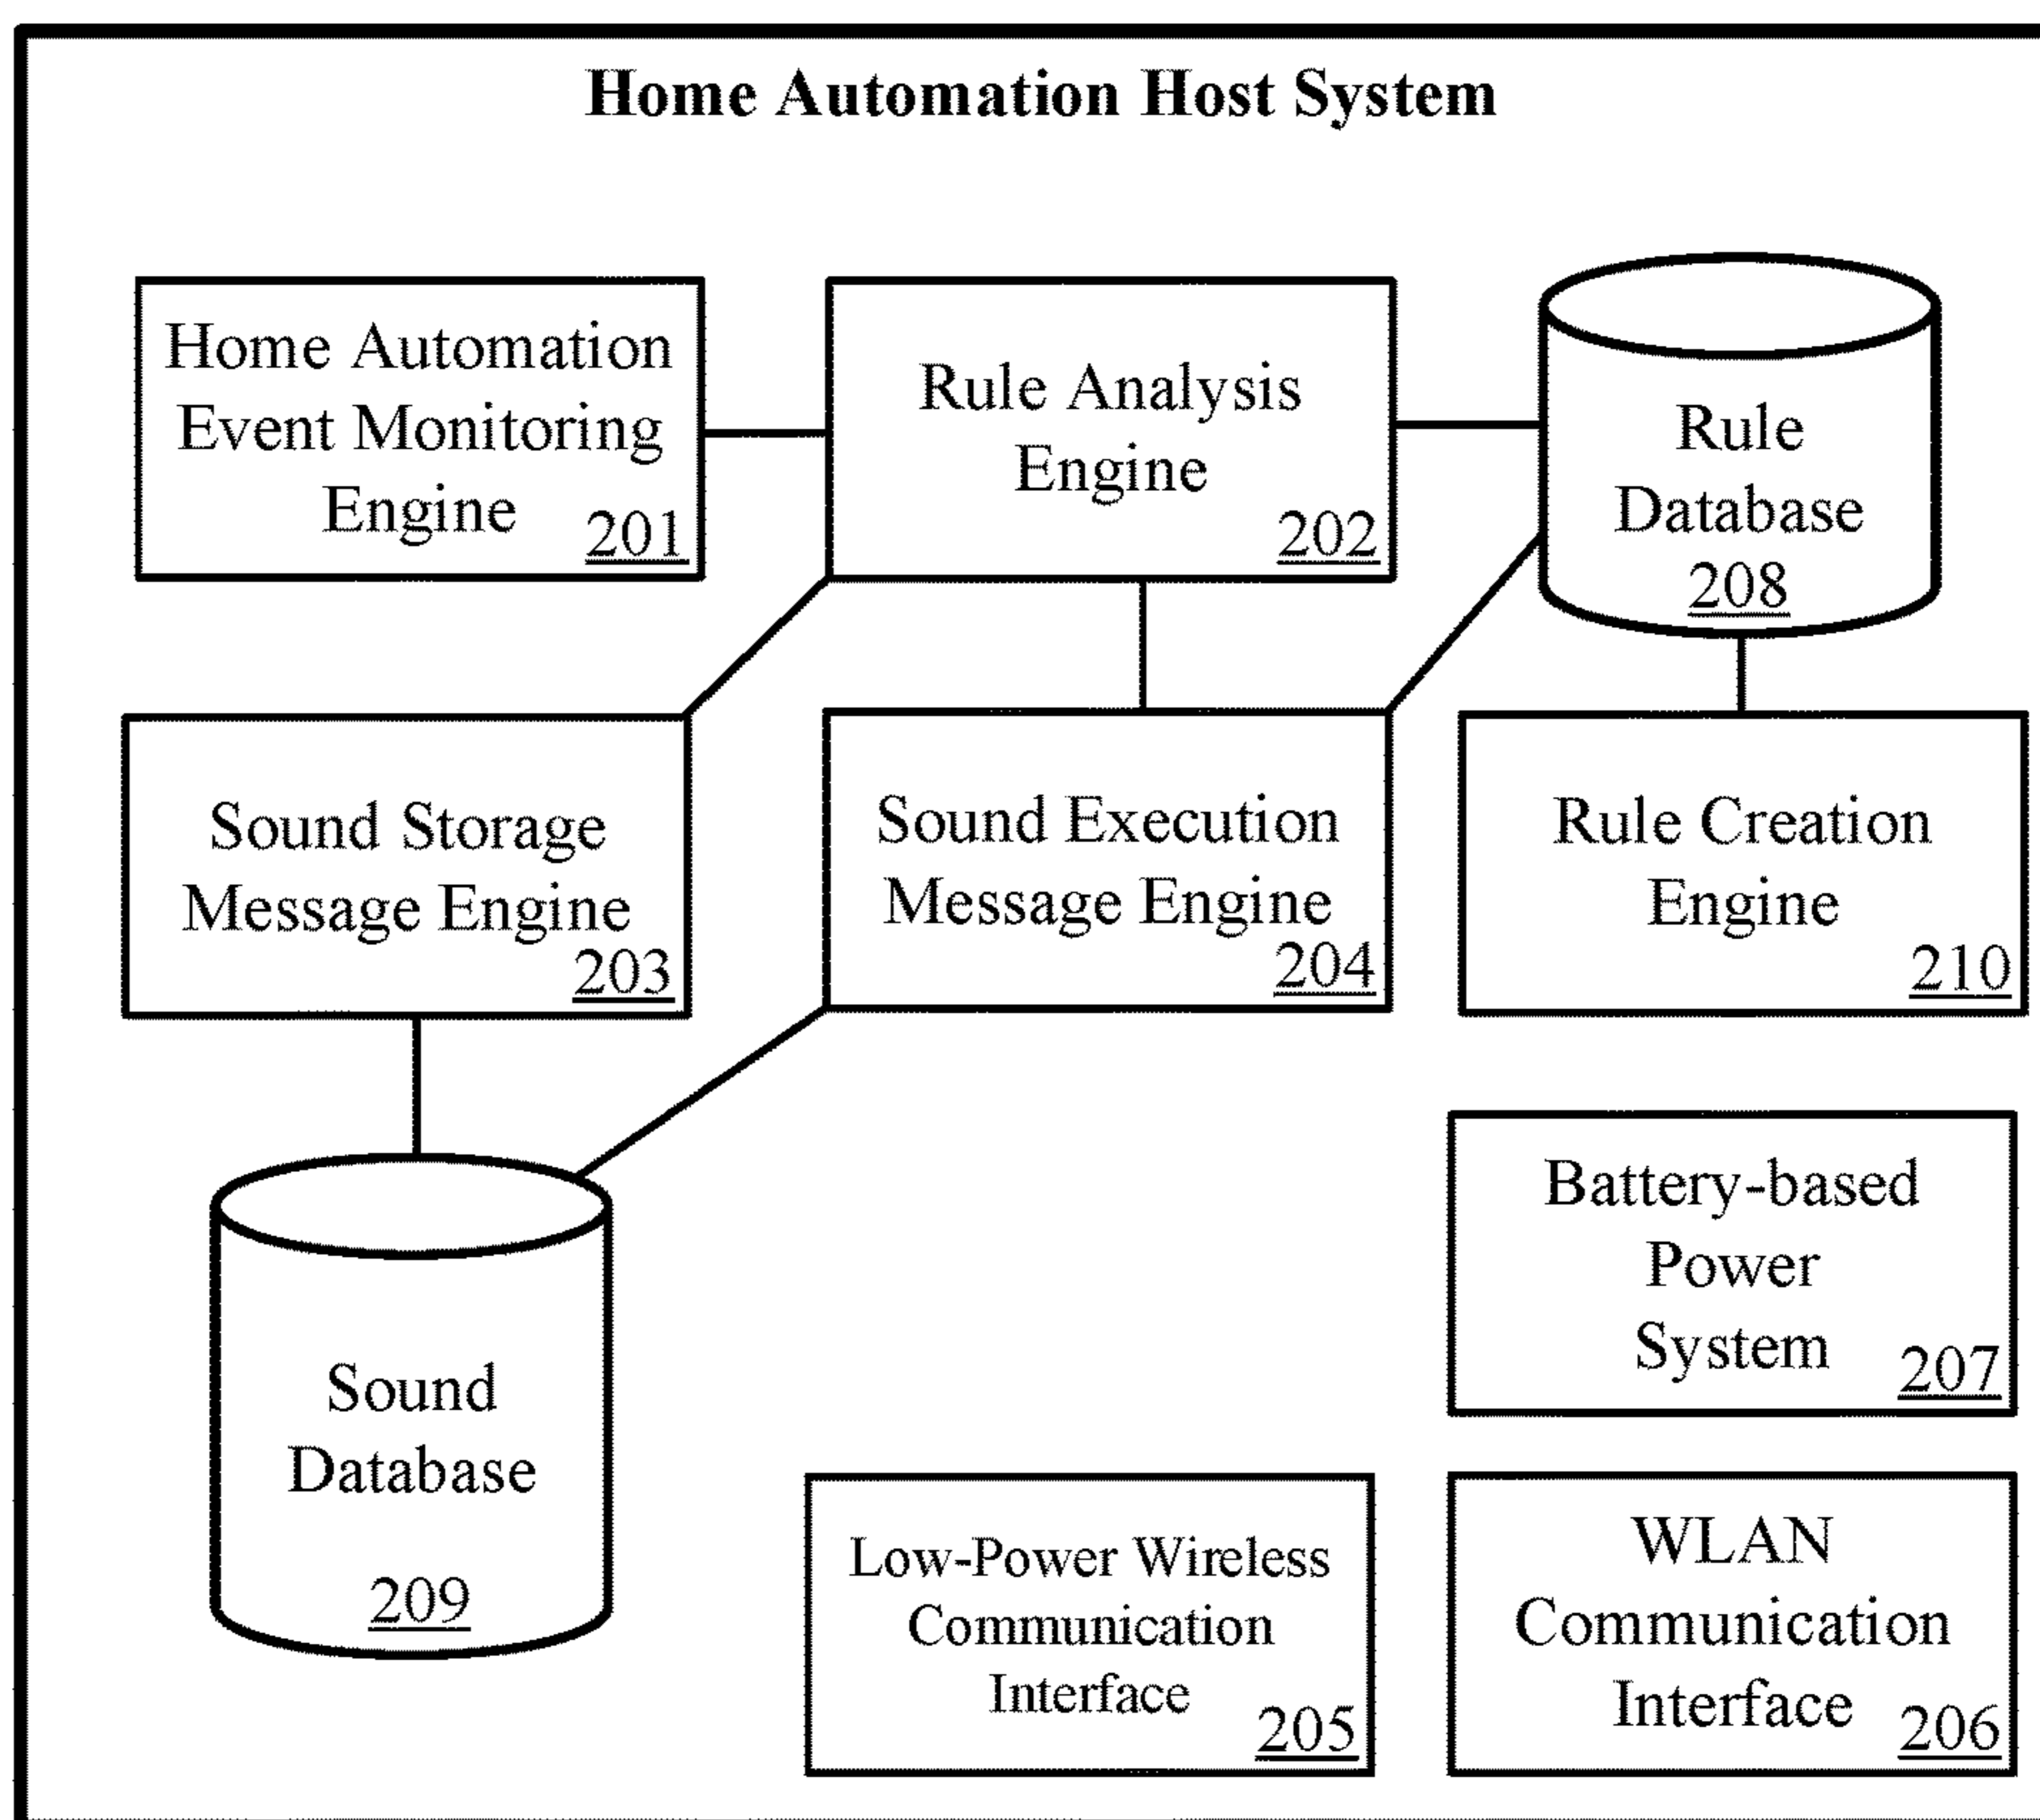 Home Automation Host System
Home Automation
Event Monitoring
Engine
201
Rule Analysis
Engine
202
Rule
Database
208
Sound Storage
Message Engine
203
Sound Execution
Message Engine
204
Rule Creation
Engine
210
Sound
Database
209
Battery-based
Power
System
207
Low-Power Wireless
Communication
Interface
205
WLAN
Communication
Interface
206